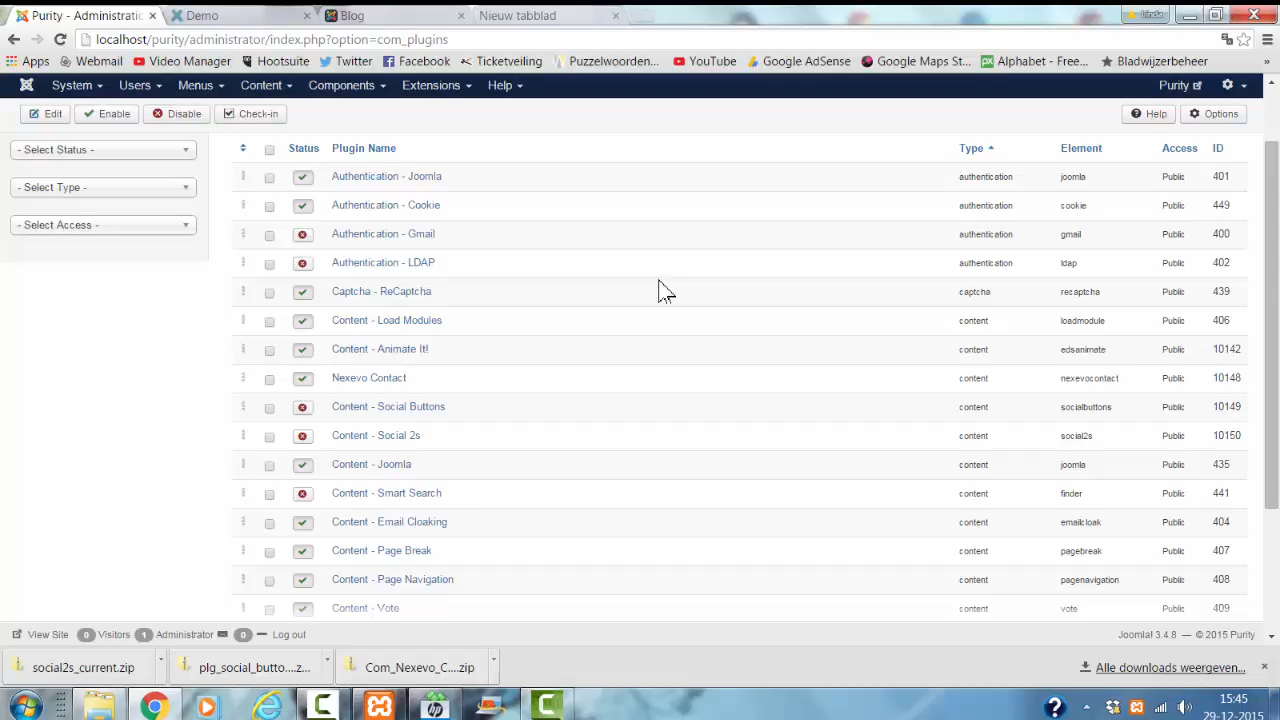 Purity - Administratic
Demo
Blog
Nieuw tabblad
linda
localhost/purity/administrator/index.php?option=com_plugins
Apps
Webmail
Video Manager
Hootsuite
Twitter
Facebook
Ticketveiling
Puzzelwoorden...
YouTube
Google AdSense
Google Maps St...
Alphabet - Free...
Bladwijzerbeheer
»
System Users Menus Content Components Extensions Help Purity
Edit Enable Disable Check-in Help Options
- Select Status -
- Select Type -
- Select Access -
Status Plugin Name Type Element Access ID
Authentication - Joomla authentication joomla Public 401
Authentication - Cookie authentication cookie Public 449
Authentication - Gmail authentication gmail Public 400
Authentication - LDAP authentication ldap Public 402
Captcha - ReCaptcha captcha recaptcha Public 439
Content - Load Modules content loadmodule Public 406
Content - Animate It! content edsanimate Public 10142
Nexevo Contact content nexevocontact Public 10148
Content - Social Buttons content socialbuttons Public 10149
Content - Social 2s content social2s Public 10150
Content - Joomla content joomla Public 435
Content - Smart Search content finder Public 441
Content - Email Cloaking content emailcloak Public 404
Content - Page Break content pagebreak Public 407
Content - Page Navigation content pagenavigation Public 408
Content - Vote content vote Public 409
View Site 0 Visitors 1 Administrator 0 Log out Joomla! 3.4.8 — © 2015 Purity
social2s_current.zip
plg_social_butto....z...
Com_Nexevo_C....zip
Alle downloads weergeven...
15:45
29-12-2015